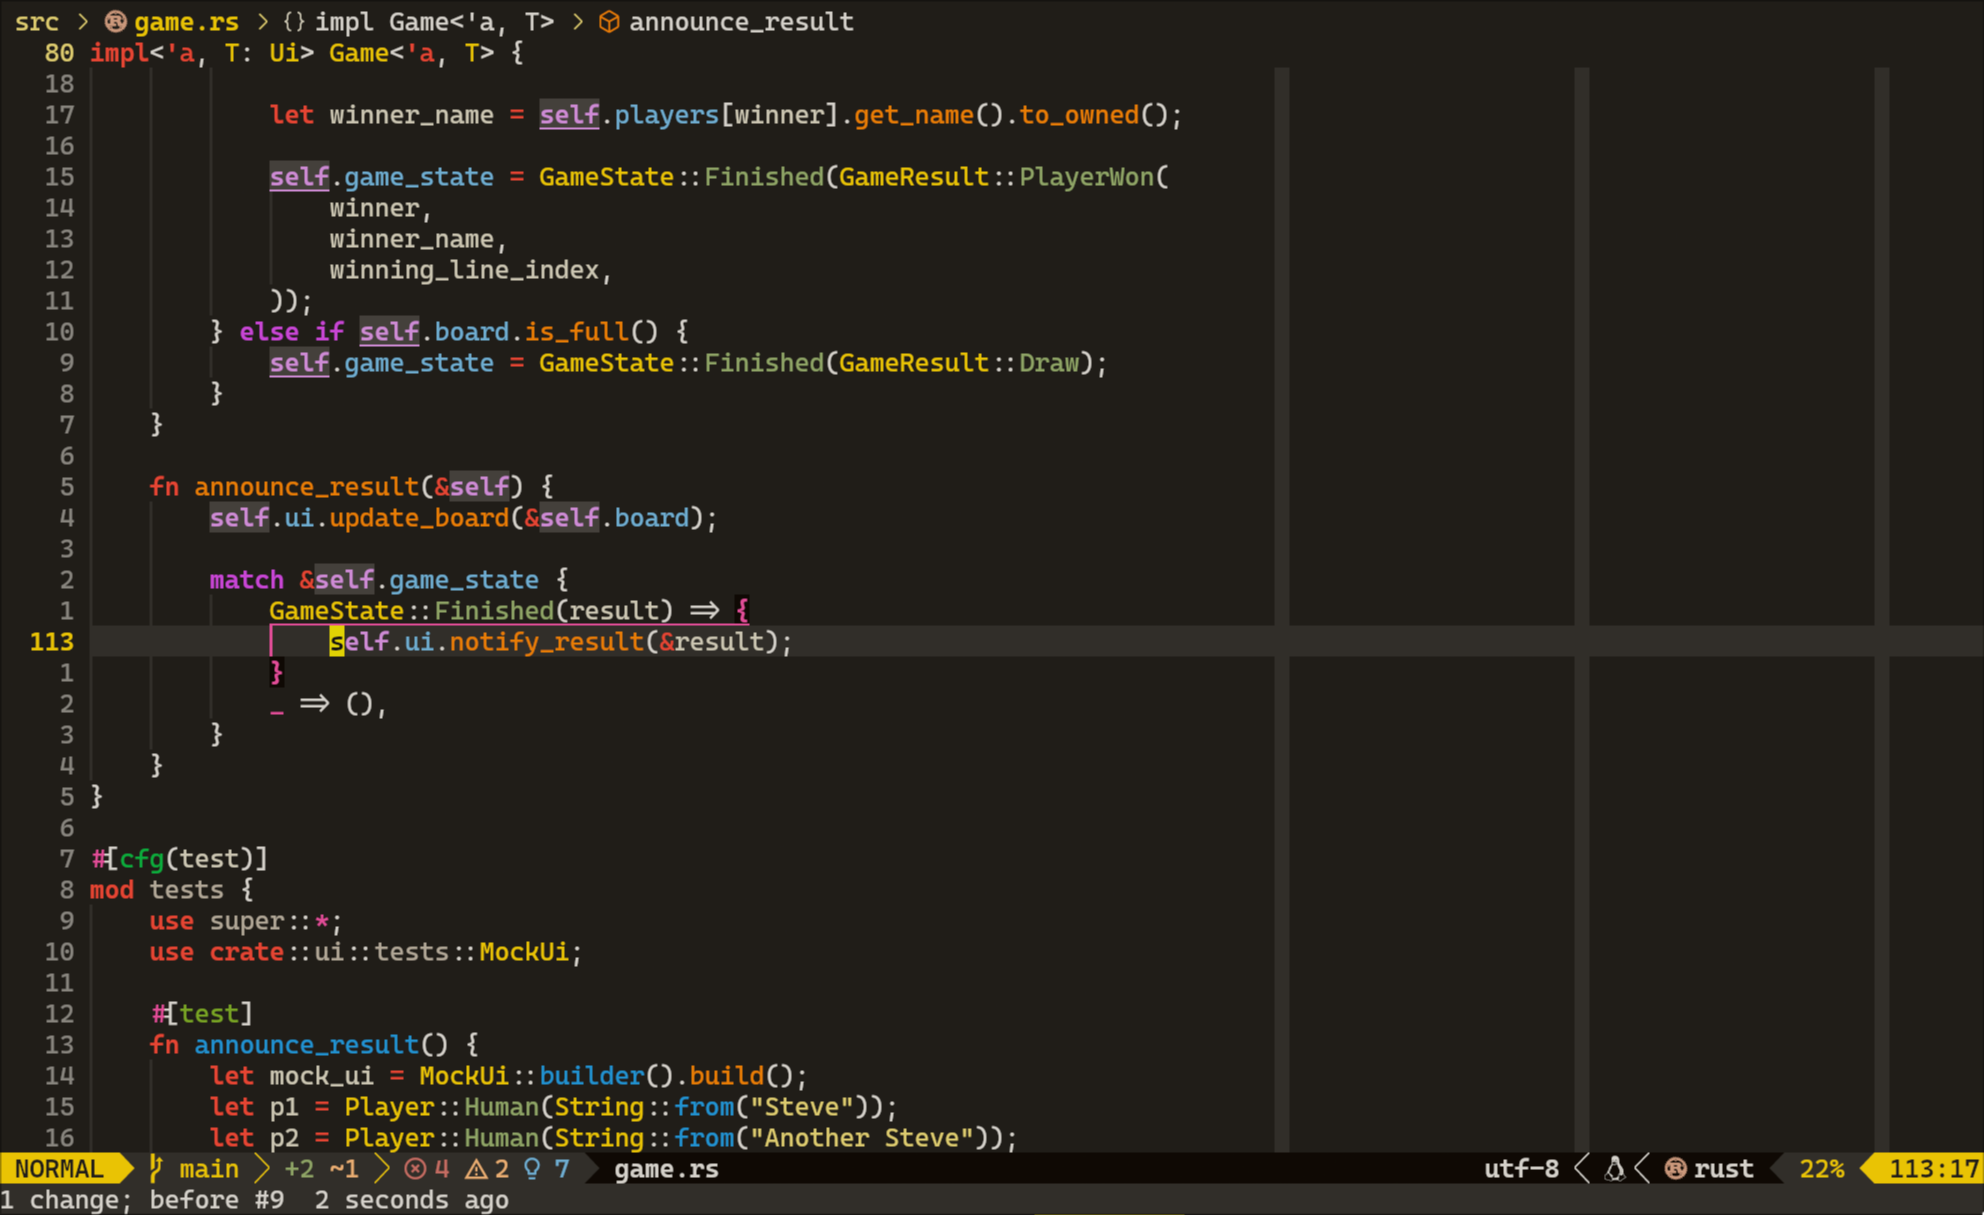 src > game.rs > {} impl Game<'a, T> > announce_result
80 impl<'a, T: Ui> Game<'a, T> {
18
17 let winner_name = self.players[winner].get_name().to_owned();
16
15 self.game_state = GameState::Finished(GameResult::PlayerWon(
14 winner,
13 winner_name,
12 winning_line_index,
11 ));
10 } else if self.board.is_full() {
9 self.game_state = GameState::Finished(GameResult::Draw);
8 }
7 }
6
5 fn announce_result(&self) {
4 self.ui.update_board(&self.board);
3
2 match &self.game_state {
1 GameState::Finished(result) => {
113 self.ui.notify_result(&result);
1 }
2 _ => (),
3 }
4 }
5 }
6
7 #[cfg(test)]
8 mod tests {
9 use super::*;
10 use crate::ui::tests::MockUi;
11
12 #[test]
13 fn announce_result() {
14 let mock_ui = MockUi::builder().build();
15 let p1 = Player::Human(String::from("Steve"));
16 let p2 = Player::Human(String::from("Another Steve"));
NORMAL main +2 ~1 4 2 7 game.rs utf-8 rust 22% 113:17
1 change; before #9 2 seconds ago